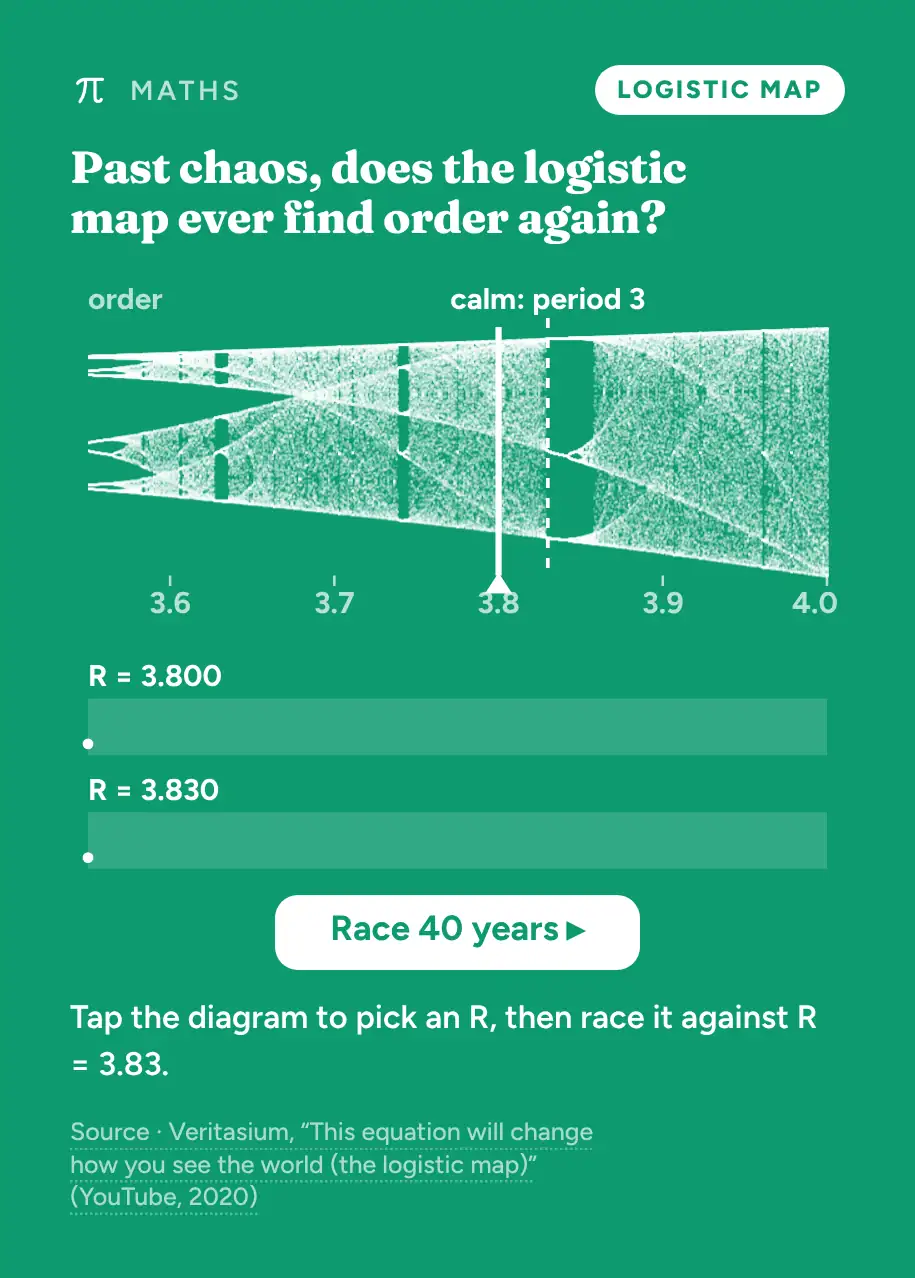 π MATHS
LOGISTIC MAP
Past chaos, does the logistic
map ever find order again?
order
calm: period 3
3.6 3.7 3.8 3.9 4.0
R = 3.800
R = 3.830
Race 40 years ▸
Tap the diagram to pick an R, then race it against R
= 3.83.
Source · Veritasium, “This equation will change
how you see the world (the logistic map)”
(YouTube, 2020)